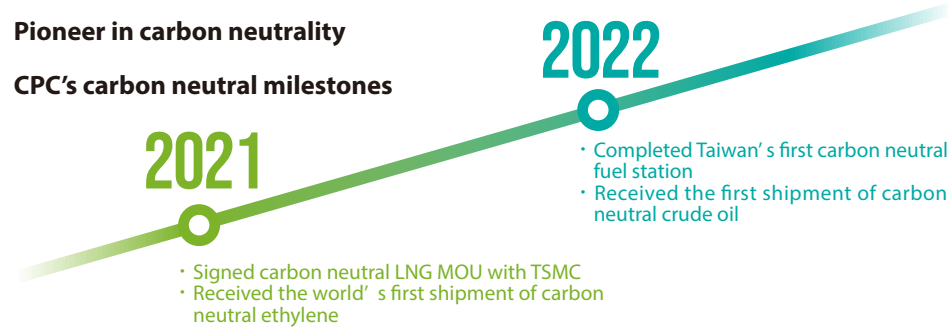 Pioneer in carbon neutrality
CPC's carbon neutral milestones
2021
· Signed carbon neutral LNG MOU with TSMC
· Received the world' s first shipment of carbon
neutral ethylene
2022
· Completed Taiwan' s first carbon neutral
fuel station
· Received the first shipment of carbon
neutral crude oil